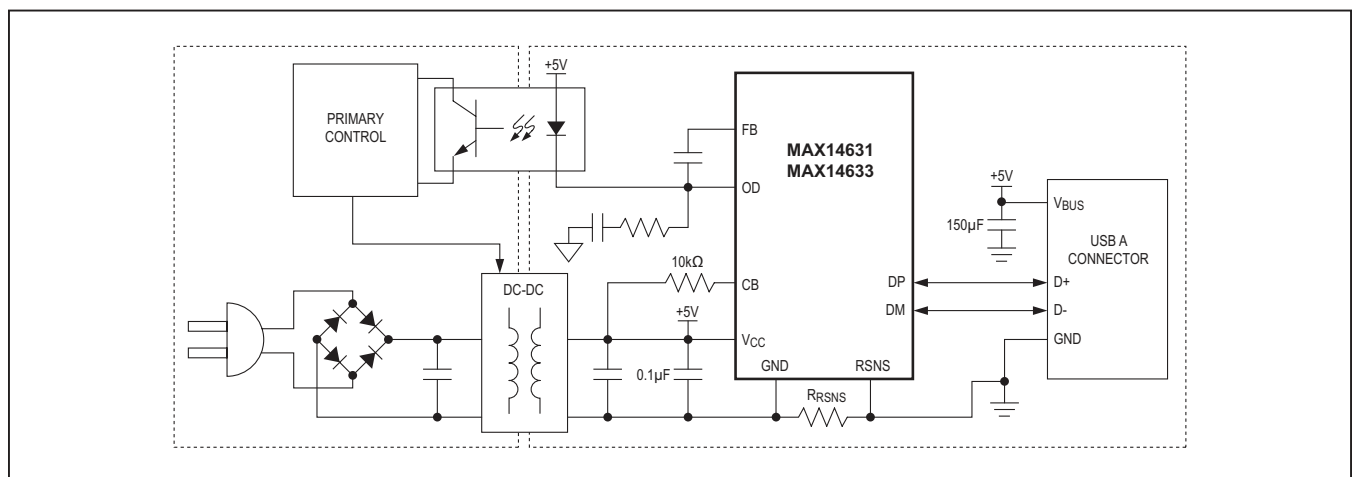 PRIMARY
CONTROL
+5V
FB
MAX14631
MAX14633
OD
10kΩ
CB
DC-DC
+5V
VCC
0.1µF
GND
RSNS
RRSNS
DP
DM
+5V
150µF
VBUS
USB A
CONNECTOR
D+
D-
GND